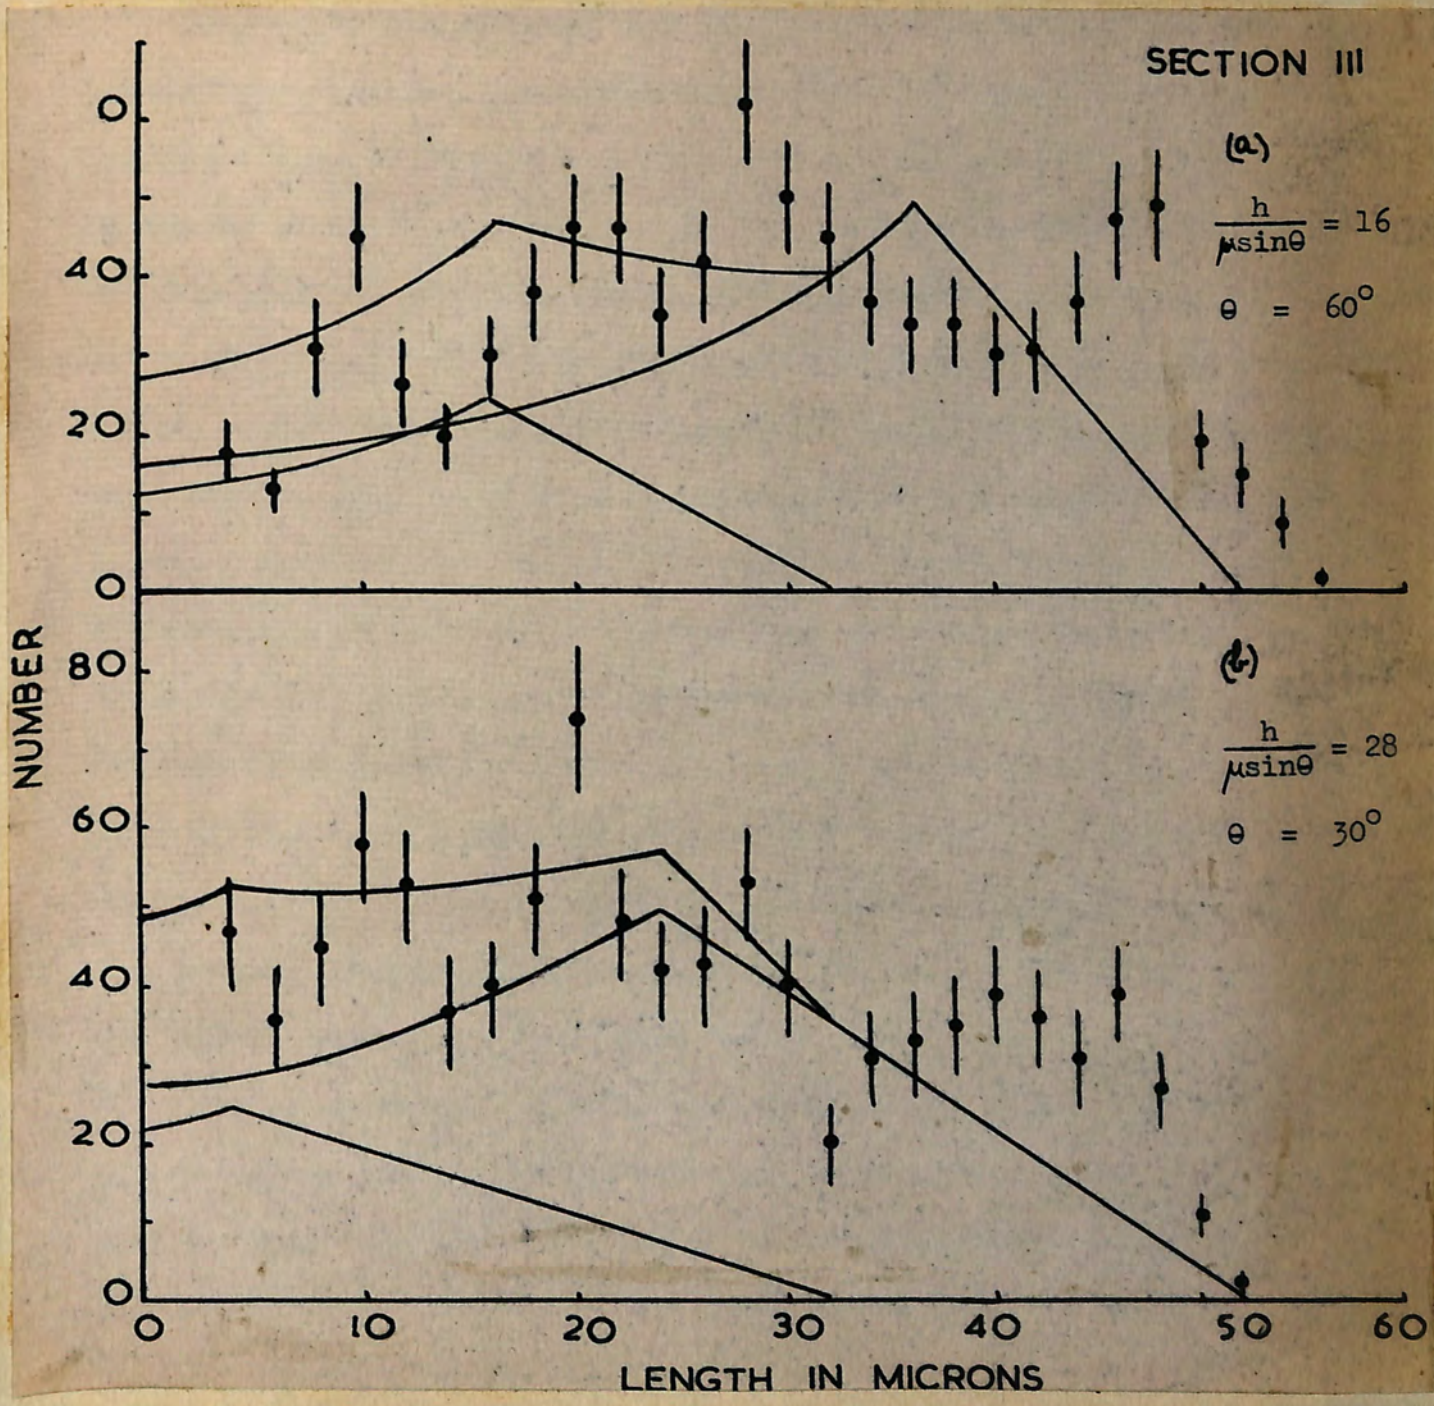 SECTION III
(a)
h
μsinθ = 16
θ = 60°
0
40
20
0
NUMBER
(b)
h
μsinθ = 28
θ = 30°
80
60
40
20
0
0 10 20 30 40 50 60
LENGTH IN MICRONS